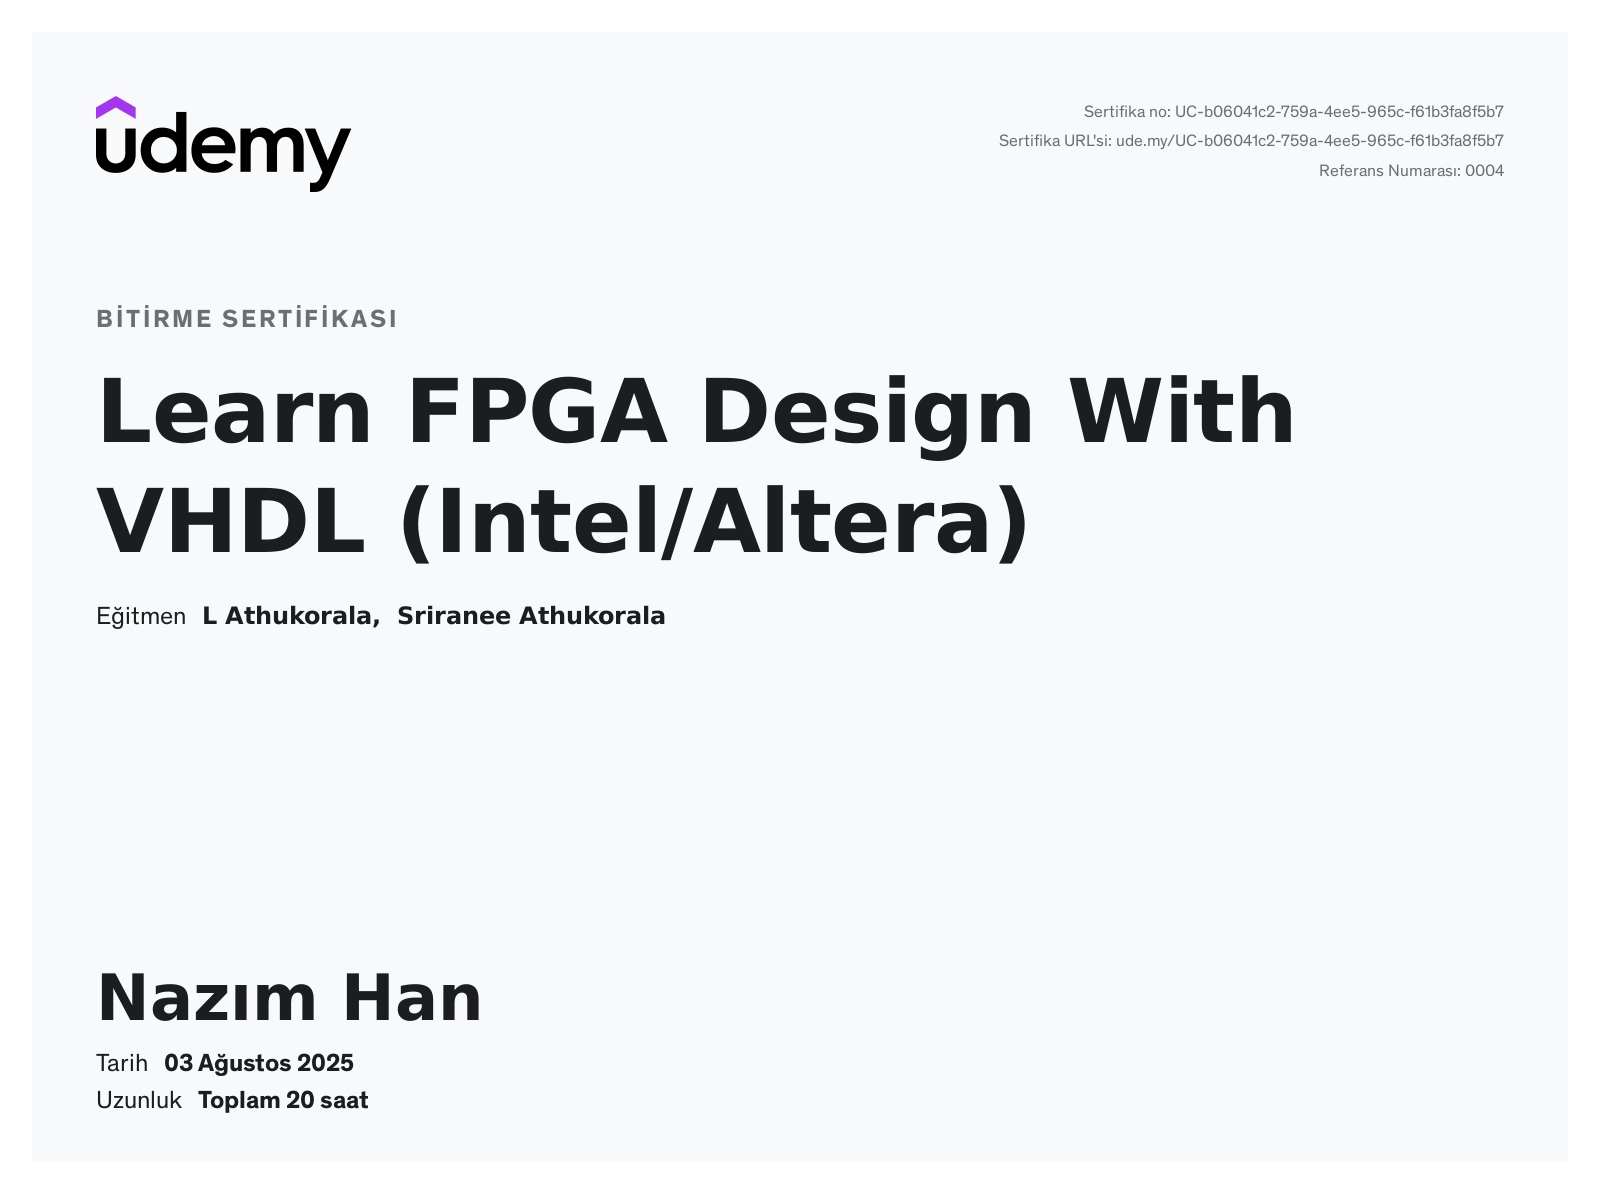 udemy
Sertifika no: UC-b06041c2-759a-4ee5-965c-f61b3fa8f5b7
Sertifika URL'si: ude.my/UC-b06041c2-759a-4ee5-965c-f61b3fa8f5b7
Referans Numarası: 0004
BİTİRME SERTİFİKASI
Learn FPGA Design With
VHDL (Intel/Altera)
Eğitmen L Athukorala, Sriranee Athukorala
Nazım Han
Tarih 03 Ağustos 2025
Uzunluk Toplam 20 saat